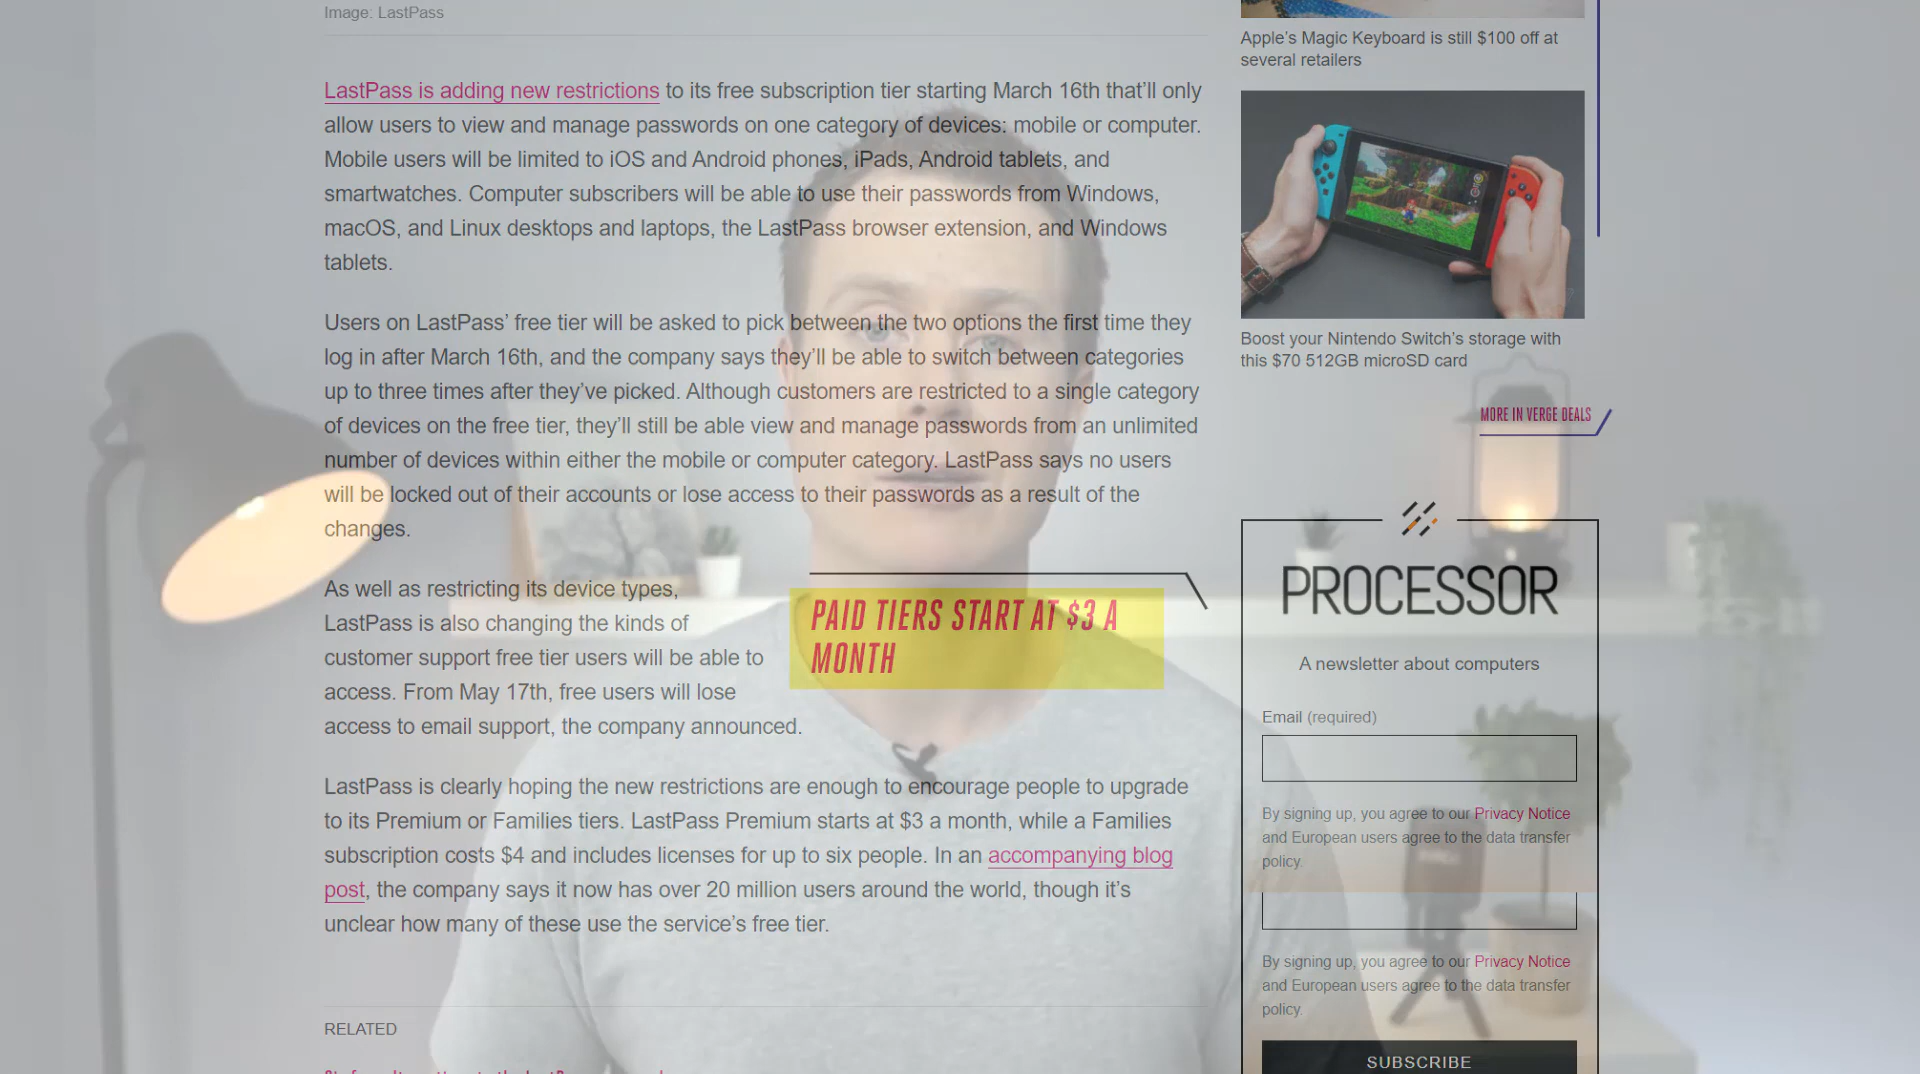 Image: LastPass
LastPass is adding new restrictions to its free subscription tier starting March 16th that’ll only
allow users to view and manage passwords on one category of devices: mobile or computer.
Mobile users will be limited to iOS and Android phones, iPads, Android tablets, and
smartwatches. Computer subscribers will be able to use their passwords from Windows,
macOS, and Linux desktops and laptops, the LastPass browser extension, and Windows
tablets.
Users on LastPass’ free tier will be asked to pick between the two options the first time they
log in after March 16th, and the company says they’ll be able to switch between categories
up to three times after they’ve picked. Although customers are restricted to a single category
of devices on the free tier, they’ll still be able view and manage passwords from an unlimited
number of devices within either the mobile or computer category. LastPass says no users
will be locked out of their accounts or lose access to their passwords as a result of the
changes.
As well as restricting its device types,
LastPass is also changing the kinds of
customer support free tier users will be able to
access. From May 17th, free users will lose
access to email support, the company announced.
PAID TIERS START AT $3 A
MONTH
LastPass is clearly hoping the new restrictions are enough to encourage people to upgrade
to its Premium or Families tiers. LastPass Premium starts at $3 a month, while a Families
subscription costs $4 and includes licenses for up to six people. In an accompanying blog
post, the company says it now has over 20 million users around the world, though it’s
unclear how many of these use the service’s free tier.
RELATED
Apple’s Magic Keyboard is still $100 off at
several retailers
Boost your Nintendo Switch’s storage with
this $70 512GB microSD card
MORE IN VERGE DEALS
PROCESSOR
A newsletter about computers
Email (required)
By signing up, you agree to our Privacy Notice
and European users agree to the data transfer
policy.
By signing up, you agree to our Privacy Notice
and European users agree to the data transfer
policy.
SUBSCRIBE